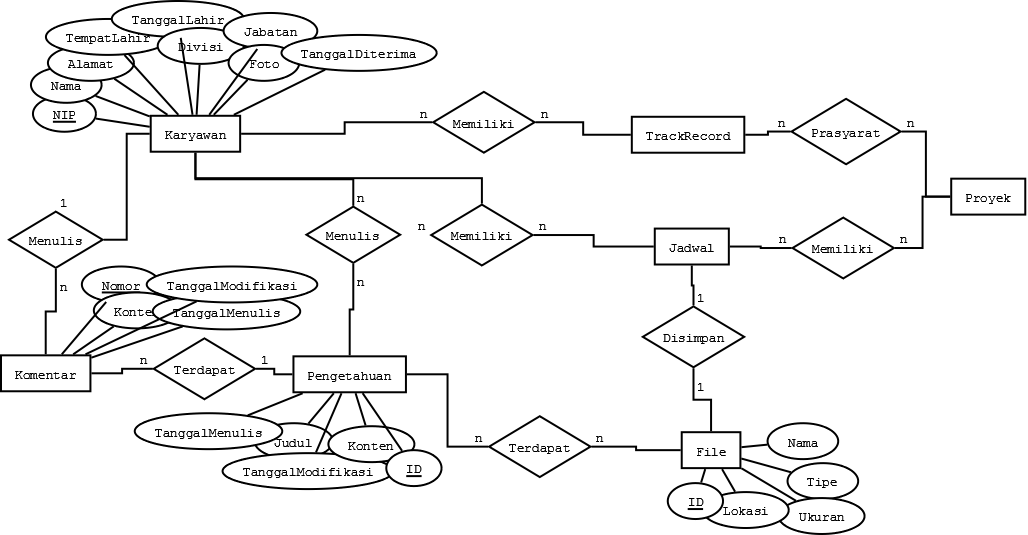 TanggalLahir
TempatLahir
Jabatan
Divisi
TanggalDiterima
Alamat
Foto
Nama
NIP
Karyawan
n
Memiliki
n
TrackRecord
n
Prasyarat
n
Proyek
1
Menulis
n
n
Menulis
n
n
Memiliki
n
Jadwal
n
Memiliki
n
Nomor
TanggalModifikasi
Konte
TanggalMenulis
1
Disimpan
1
Komentar
n
Terdapat
1
Pengetahuan
TanggalMenulis
Judul
Konten
TanggalModifikasi
ID
n
Terdapat
n
File
Nama
Tipe
ID
Lokasi
Ukuran